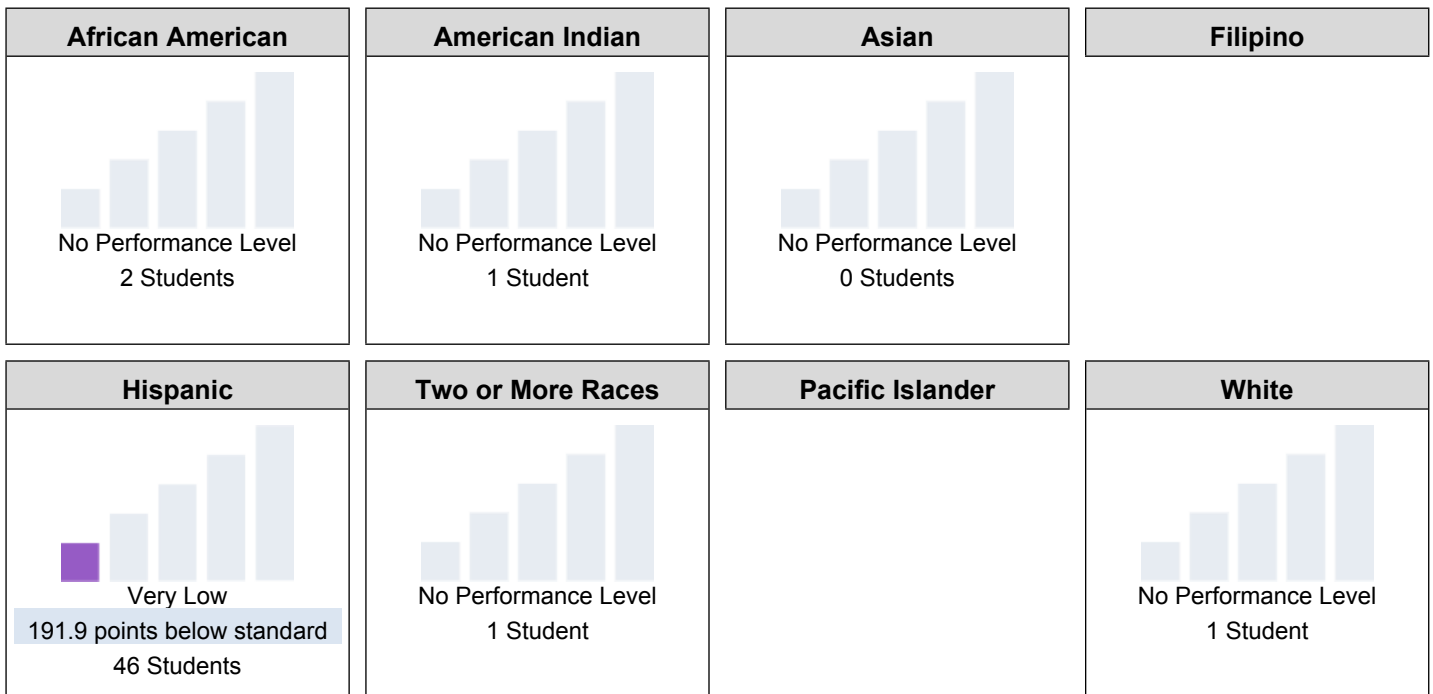 African American
No Performance Level
2 Students
American Indian
No Performance Level
1 Student
Asian
No Performance Level
0 Students
Filipino
Hispanic
Very Low
191.9 points below standard
46 Students
Two or More Races
No Performance Level
1 Student
Pacific Islander
White
No Performance Level
1 Student